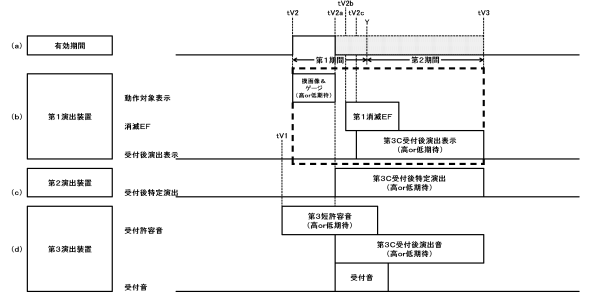 tV2
tV2a
tV2b
tV2c
Y
tV3
(a)
有効期間
第1期間
第2期間
(b)
第1演出装置
動作対象表示
操画像&
ゲージ
(高or低期待)
消滅EF
第1消滅EF
受付後演出表示
第3C受付後演出表示
(高or低期待)
tV1
(c)
第2演出装置
受付後特定演出
第3C受付後特定演出
(高or低期待)
(d)
第3演出装置
受付許容音
第3短許容音
(高or低期待)
第3C受付後演出音
(高or低期待)
受付音
受付音